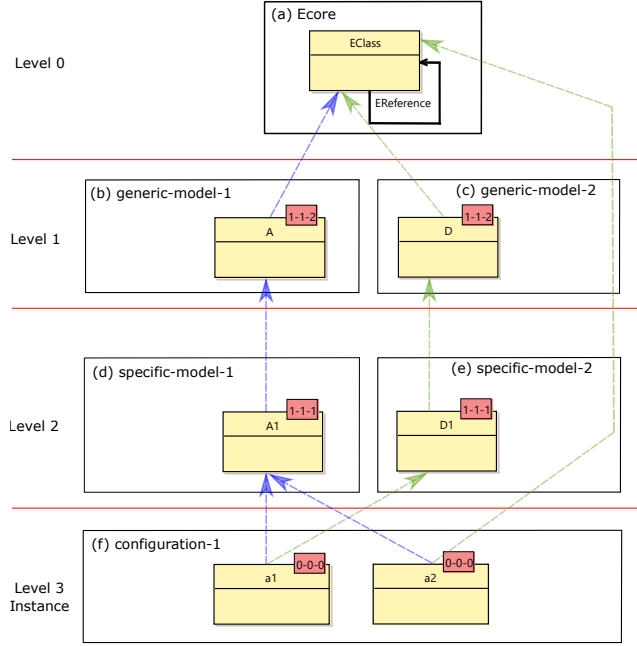 (a) Ecore
Level 0
EClass
EReference
(b) generic-model-1
(c) generic-model-2
Level 1
1-1-2
A
1-1-2
D
(d) specific-model-1
(e) specific-model-2
Level 2
1-1-1
A1
1-1-1
D1
(f) configuration-1
Level 3
Instance
0-0-0
a1
0-0-0
a2